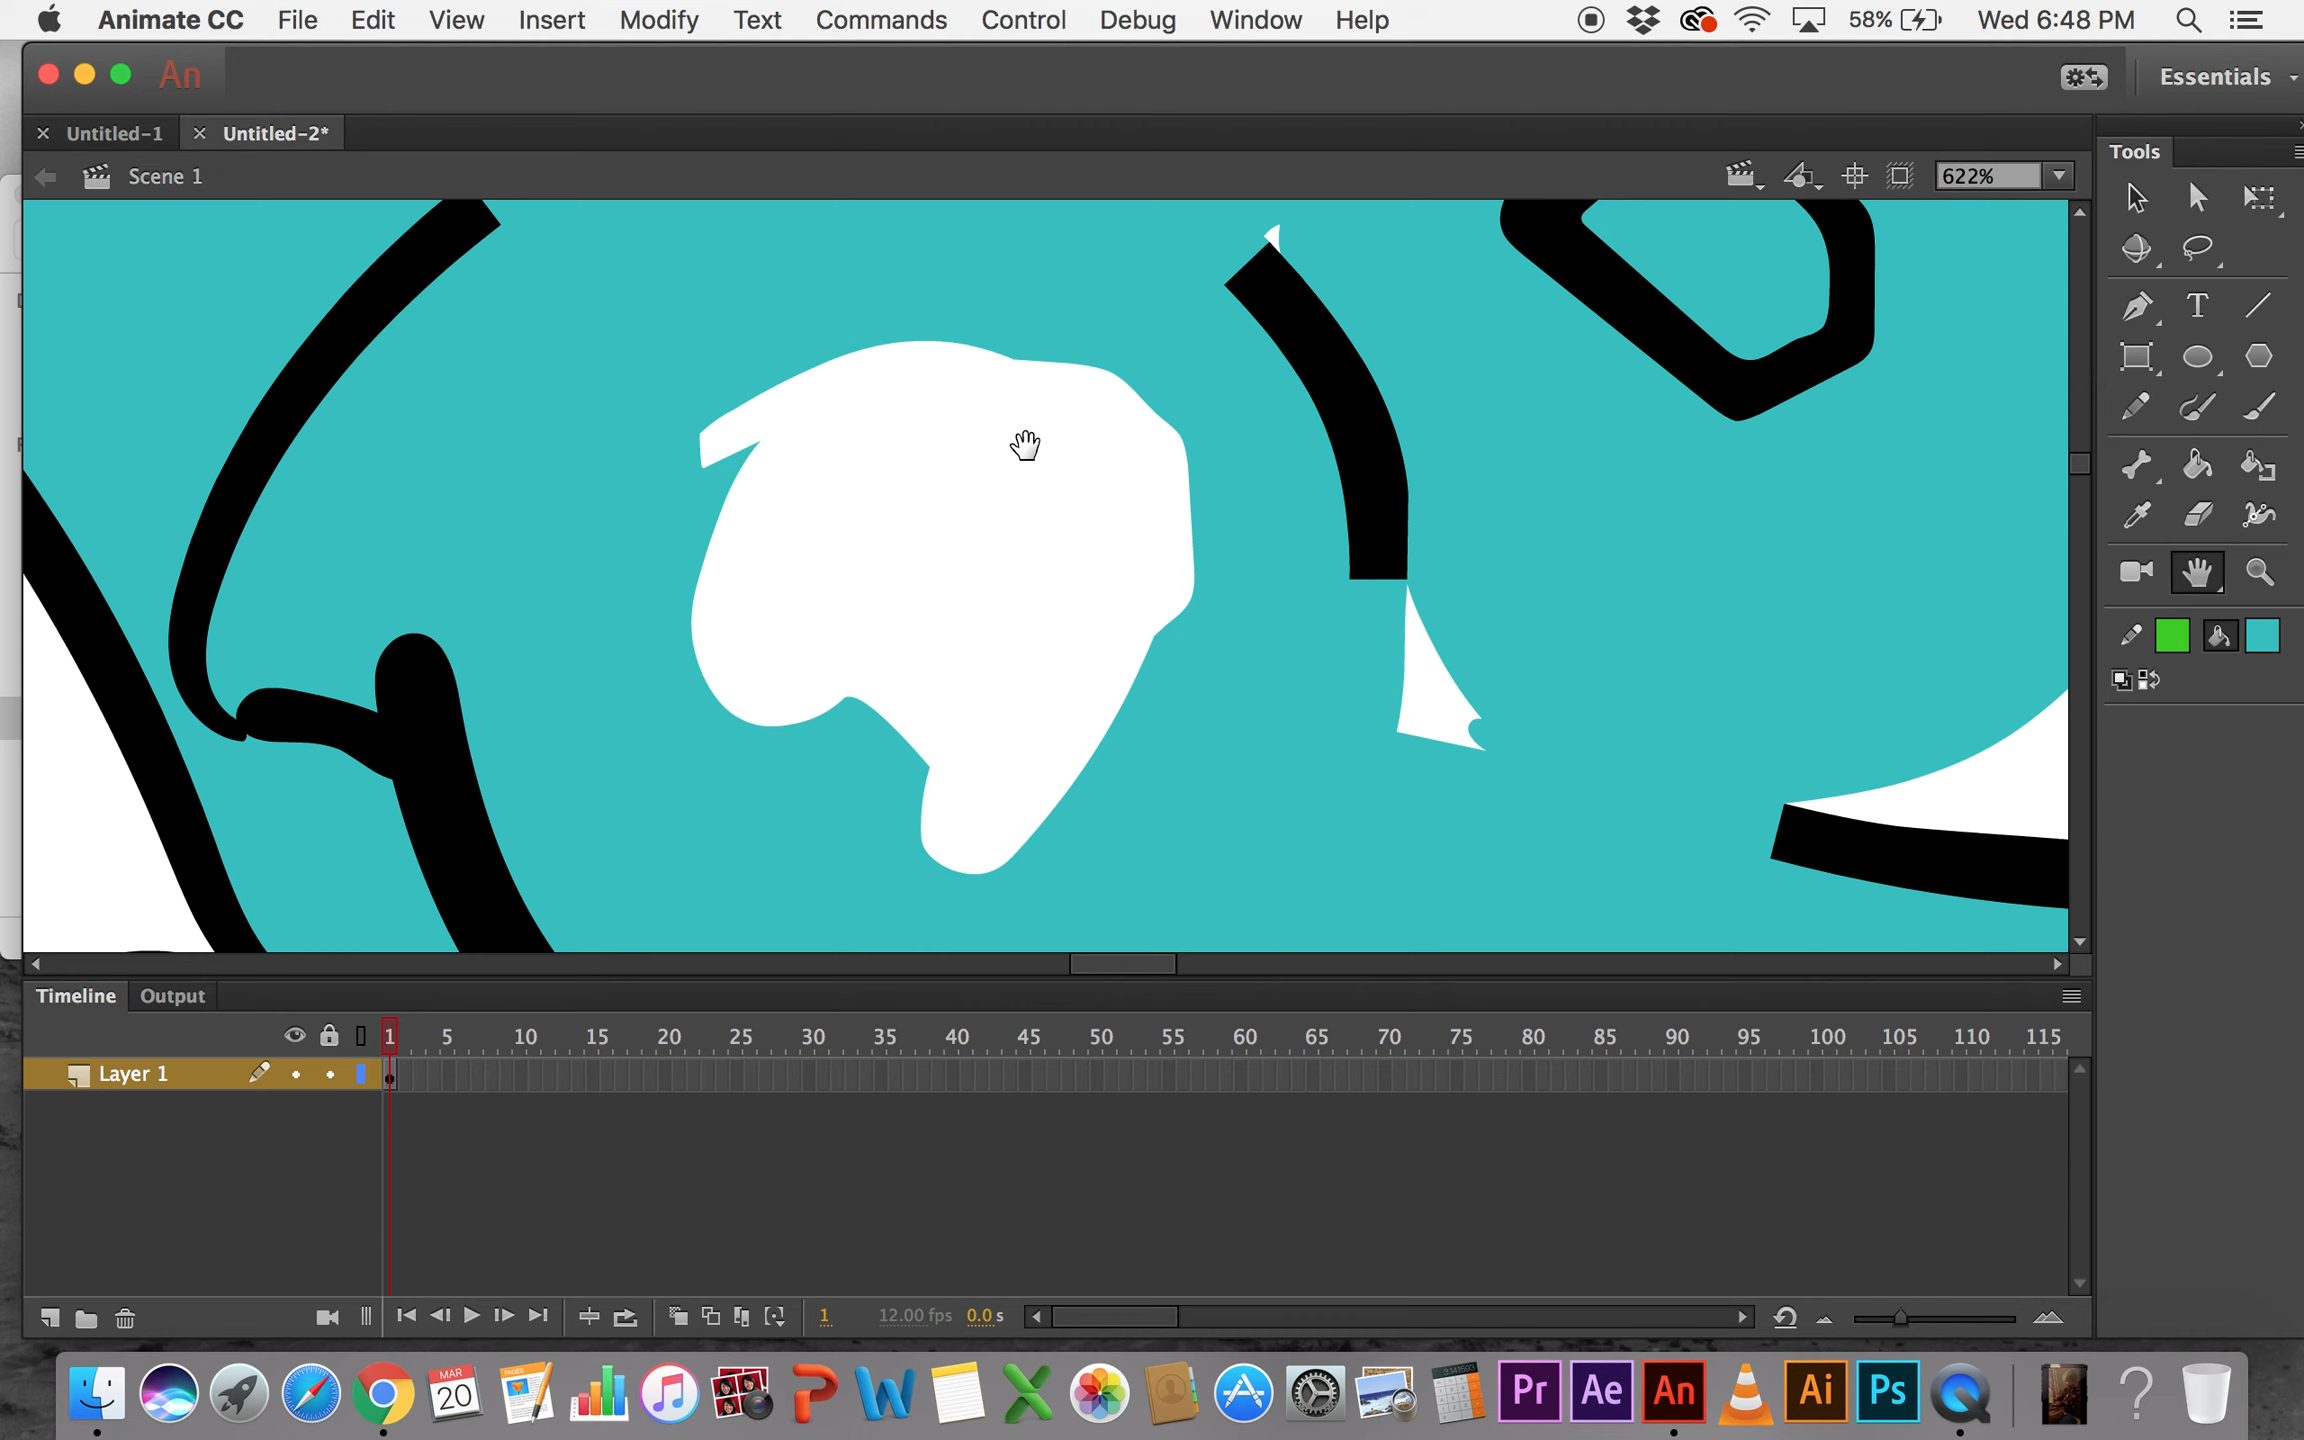 Animate CC File Edit View Insert Modify Text Commands Control Debug Window Help 58% Wed 6:48 PM
An Essentials
× Untitled-1 × Untitled-2*
Tools
Scene 1 622%
T
Timeline Output
1 5 10 15 20 25 30 35 40 45 50 55 60 65 70 75 80 85 90 95 100 105 110 115
Layer 1
1 12.00 fps 0.0 s
MAR
20
PAGES
P W X
3.141593
Pr Ae An Ai Ps ?